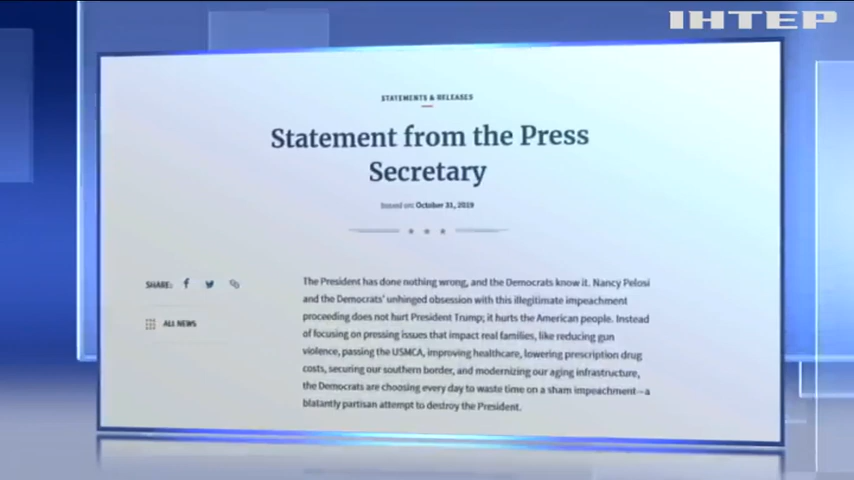 ІНТЕР
STATEMENTS & RELEASES
Statement from the Press
Secretary
Issued on: October 31, 2019
SHARE:
ALL NEWS
The President has done nothing wrong, and the Democrats know it. Nancy Pelosi
and the Democrats' unhinged obsession with this illegitimate impeachment
proceeding does not hurt President Trump; it hurts the American people. Instead
of focusing on pressing issues that impact real families, like reducing gun
violence, passing the USMCA, improving healthcare, lowering prescription drug
costs, securing our southern border, and modernizing our aging infrastructure,
the Democrats are choosing every day to waste time on a sham impeachment—a
blatantly partisan attempt to destroy the President.